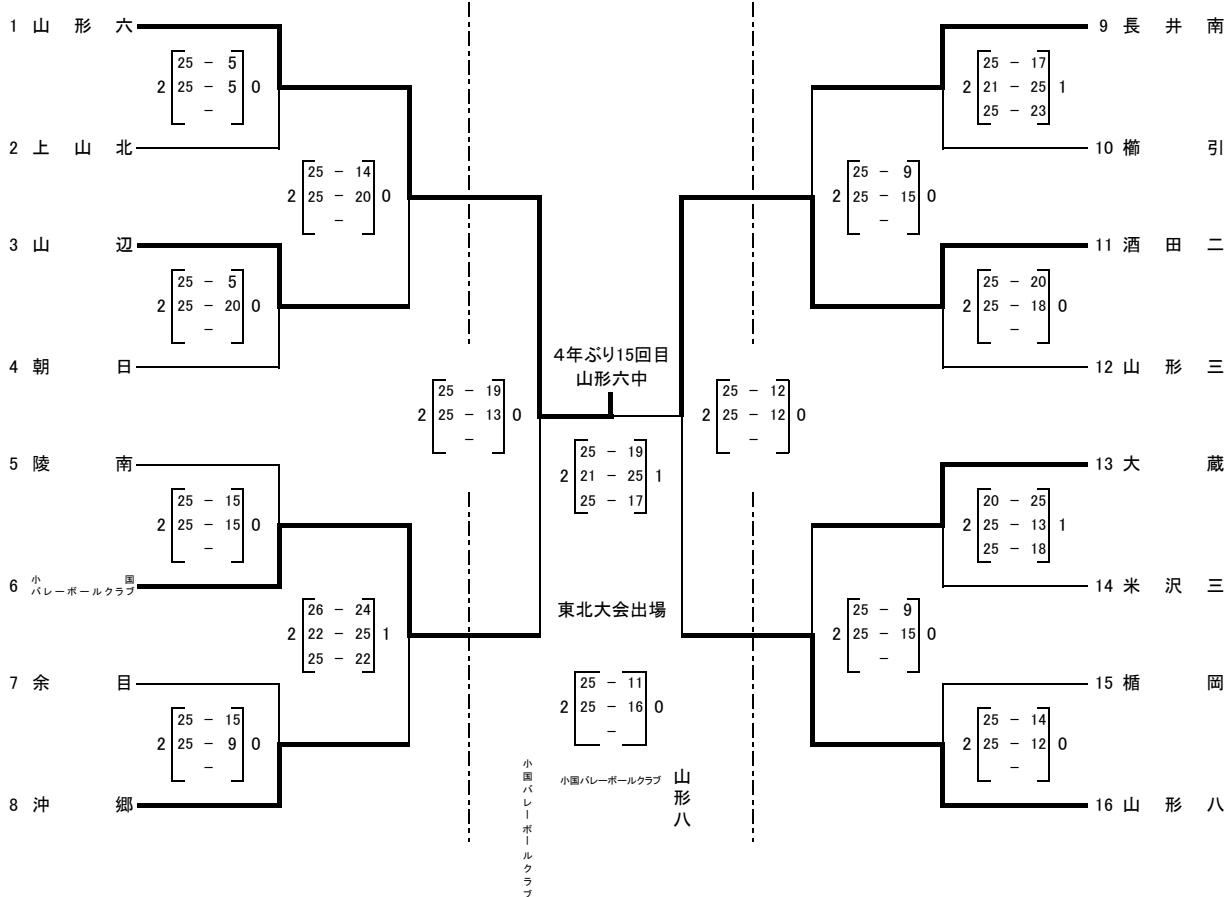 1 山形六
2 [25 - 5
25 - 5
-] 0
2 上山北
2 [25 - 14
25 - 20
-] 0
3 山辺
2 [25 - 5
25 - 20
-] 0
4 朝日
2 [25 - 19
25 - 13
-] 0
5 陵南
2 [25 - 15
25 - 15
-] 0
6 小国
バレーボールクラブ
2 [26 - 24
22 - 25
25 - 22] 1
7 余目
2 [25 - 15
25 - 9
-] 0
8 沖郷
4年ぶり15回目
山形六中
2 [25 - 19
21 - 25
25 - 17] 1
東北大会出場
2 [25 - 11
25 - 16
-] 0
小国バレーボールクラブ
小国バレーボールクラブ
山形八
9 長井南
2 [25 - 17
21 - 25
25 - 23] 1
10 櫛引
2 [25 - 9
25 - 15
-] 0
11 酒田二
2 [25 - 20
25 - 18
-] 0
12 山形三
2 [25 - 12
25 - 12
-] 0
13 大蔵
2 [20 - 25
25 - 13
25 - 18] 1
14 米沢三
2 [25 - 9
25 - 15
-] 0
15 楯岡
2 [25 - 14
25 - 12
-] 0
16 山形八